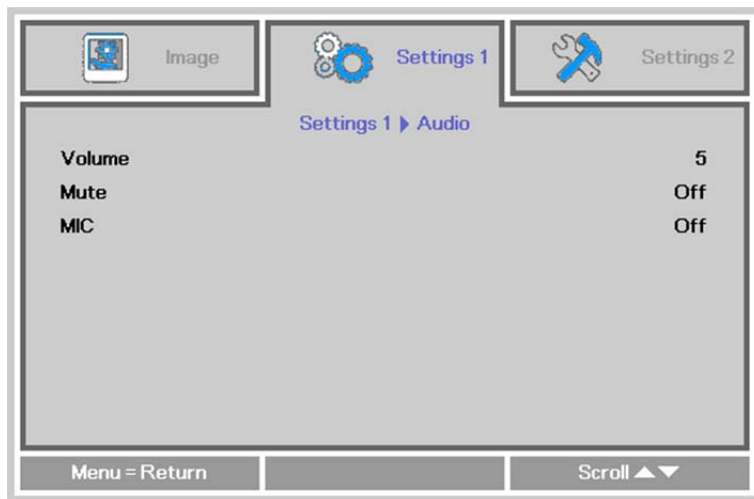 Image
Settings 1
Settings 2
Settings 1 ▶ Audio
Volume 5
Mute Off
MIC Off
Menu = Return
Scroll ▲▼